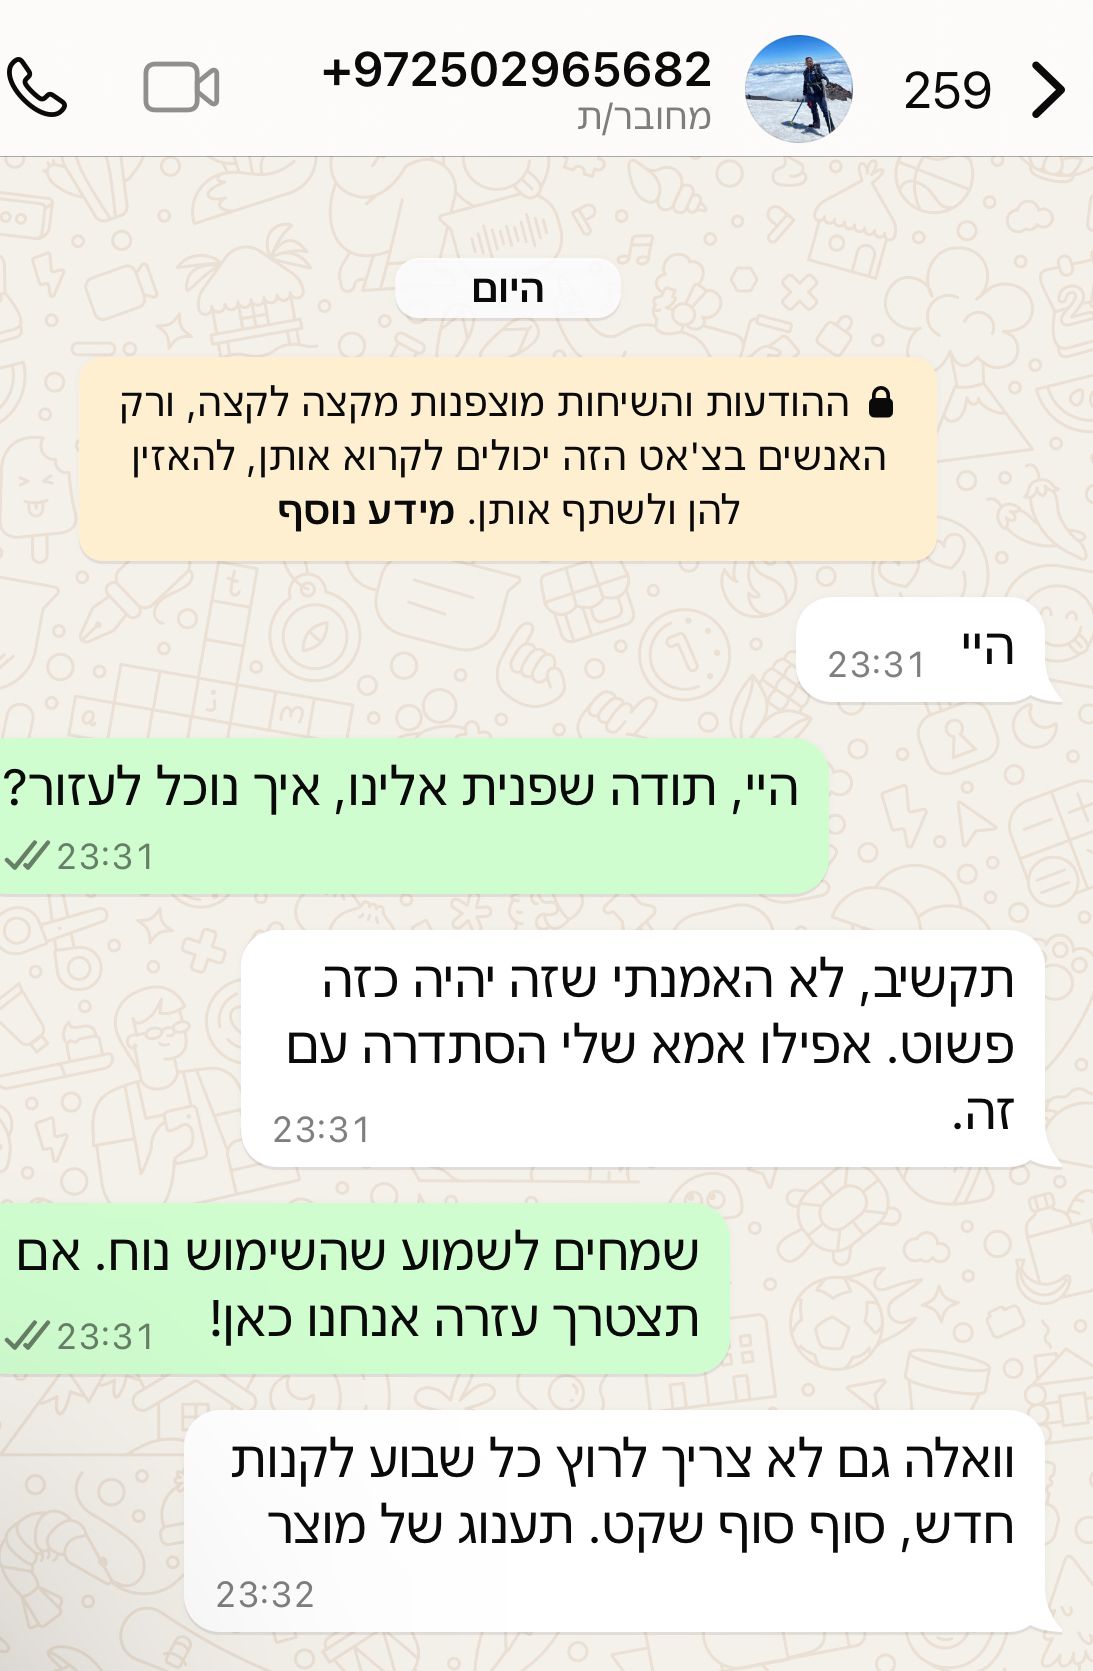 +972502965682
259
מחובר/ת
היום
ההודעות והשיחות מוצפנות מקצה לקצה, ורק
האנשים בצ'אט הזה יכולים לקרוא אותן, להאזין
להן ולשתף אותן. מידע נוסף
היי
23:31
היי, תודה שפנית אלינו, איך נוכל לעזור?
23:31
תקשיב, לא האמנתי שזה יהיה כזה
פשוט. אפילו אמא שלי הסתדרה עם
זה.
23:31
שמחים לשמוע שהשימוש נוח. אם
תצטרך עזרה אנחנו כאן!
23:31
וואלה גם לא צריך לרוץ כל שבוע לקנות
חדש, סוף סוף שקט. תענוג של מוצר
23:32